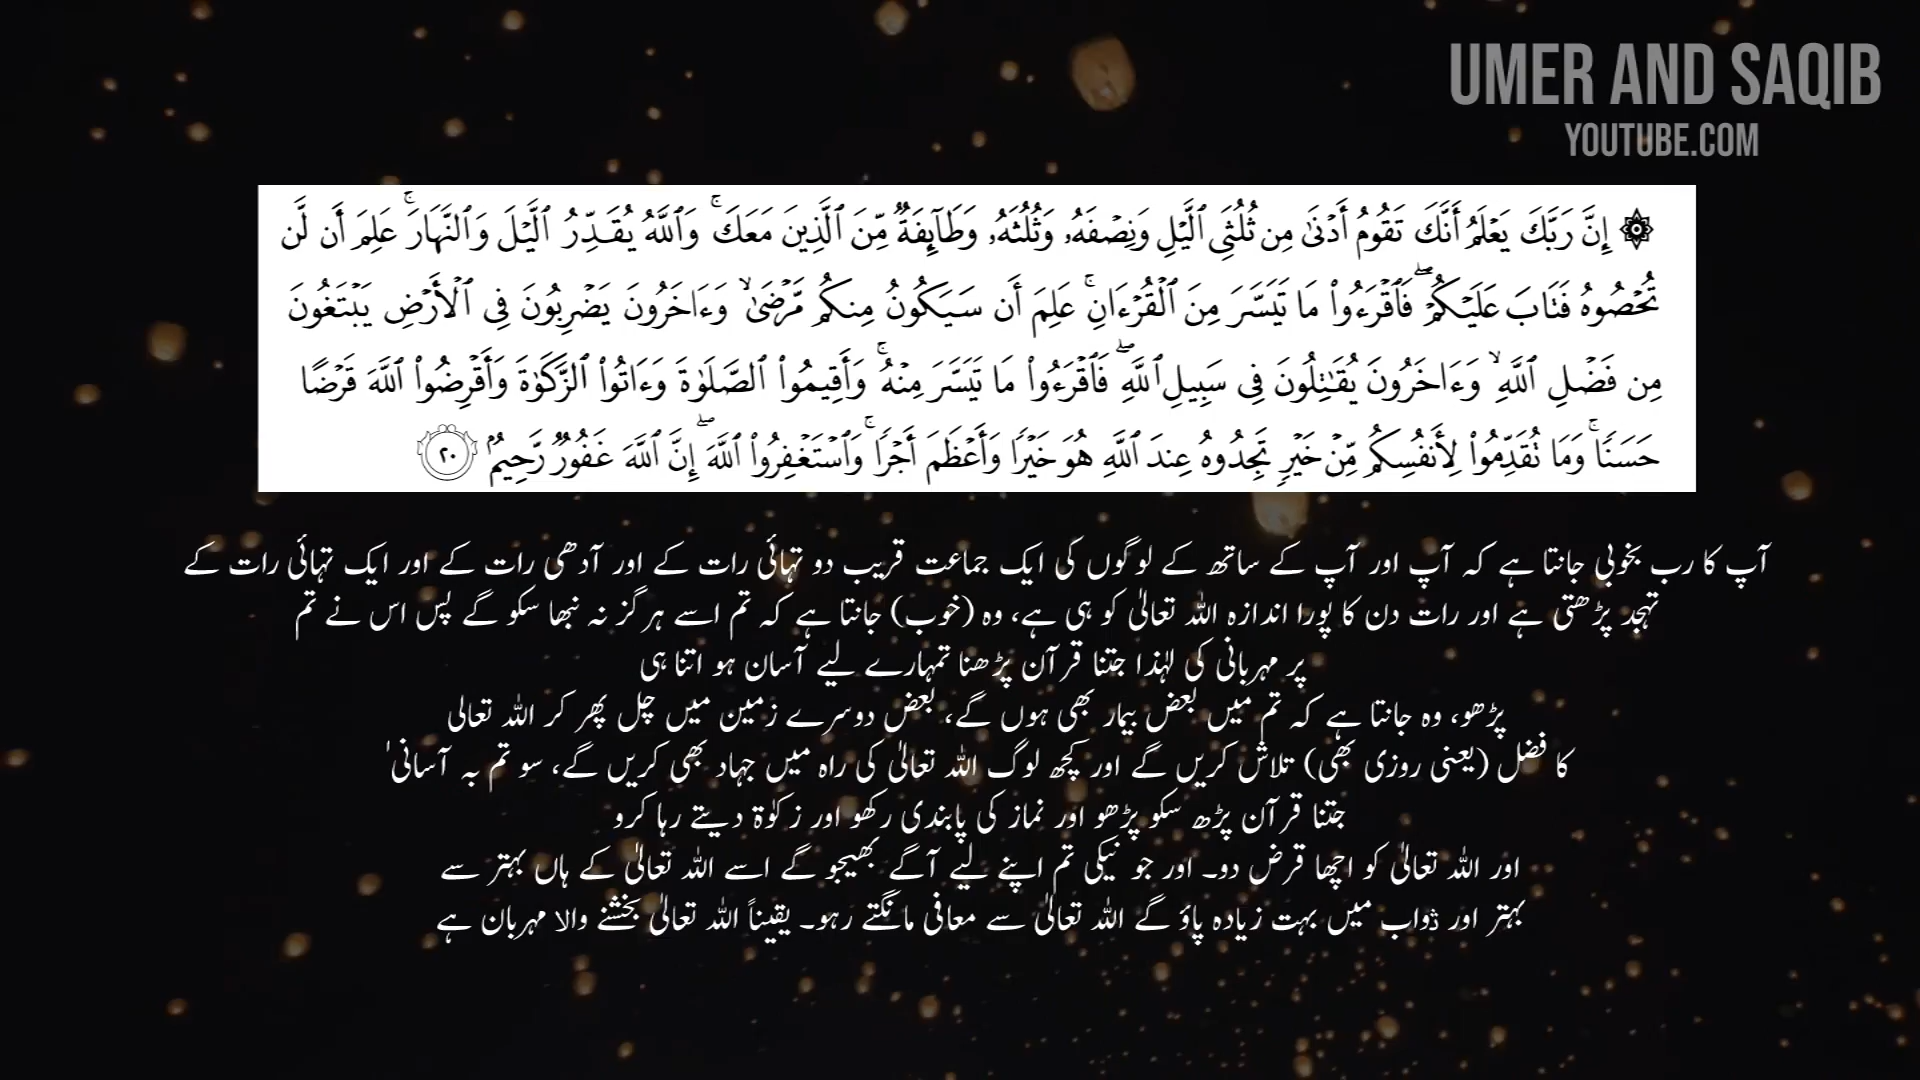 UMER AND SAQIB
YOUTUBE.COM
۞ إِنَّ رَبَّكَ يَعْلَمُ أَنَّكَ تَقُومُ أَدْنَىٰ مِن ثُلُثَىِ ٱلَّيْلِ وَنِصْفَهُۥ وَثُلُثَهُۥ وَطَآئِفَةٌ مِّنَ ٱلَّذِينَ مَعَكَ ۚ وَٱللَّهُ يُقَدِّرُ ٱلَّيْلَ وَٱلنَّهَارَ ۚ عَلِمَ أَن لَّن
تُحْصُوهُ فَتَابَ عَلَيْكُمْ ۖ فَٱقْرَءُوا۟ مَا تَيَسَّرَ مِنَ ٱلْقُرْءَانِ ۚ عَلِمَ أَن سَيَكُونُ مِنكُم مَّرْضَىٰ ۙ وَءَاخَرُونَ يَضْرِبُونَ فِى ٱلْأَرْضِ يَبْتَغُونَ
مِن فَضْلِ ٱللَّهِ ۙ وَءَاخَرُونَ يُقَٰتِلُونَ فِى سَبِيلِ ٱللَّهِ ۖ فَٱقْرَءُوا۟ مَا تَيَسَّرَ مِنْهُ ۚ وَأَقِيمُوا۟ ٱلصَّلَوٰةَ وَءَاتُوا۟ ٱلزَّكَوٰةَ وَأَقْرِضُوا۟ ٱللَّهَ قَرْضًا
حَسَنًا ۚ وَمَا تُقَدِّمُوا۟ لِأَنفُسِكُم مِّنْ خَيْرٍ تَجِدُوهُ عِندَ ٱللَّهِ هُوَ خَيْرًا وَأَعْظَمَ أَجْرًا ۚ وَٱسْتَغْفِرُوا۟ ٱللَّهَ ۖ إِنَّ ٱللَّهَ غَفُورٌ رَّحِيمٌۢ ٢٠
آپ کا رب بخوبی جانتا ہے کہ آپ اور آپ کے ساتھ کے لوگوں کی ایک جماعت قریب دو تہائی رات کے اور آدھی رات کے اور ایک تہائی رات کے
تہجد پڑھتی ہے اور رات دن کا پورا اندازہ اللہ تعالیٰ کو ہی ہے، وہ (خوب) جانتا ہے کہ تم اسے ہرگز نہ نبھا سکو گے پس اس نے تم
پر مہربانی کی لہٰذا جتنا قرآن پڑھنا تمہارے لیے آسان ہو اتنا ہی
پڑھو، وہ جانتا ہے کہ تم میں بعض بیمار بھی ہوں گے، بعض دوسرے زمین میں چل پھر کر اللہ تعالی
کا فضل (یعنی روزی بھی) تلاش کریں گے اور کچھ لوگ اللہ تعالیٰ کی راہ میں جہاد بھی کریں گے، سو تم بہ آسانی ٰ
جتنا قرآن پڑھ سکو پڑھو اور نماز کی پابندی رکھو اور زکوٰة دیتے رہا کرو
اور اللہ تعالیٰ کو اچھا قرض دو۔ اور جو نیکی تم اپنے لیے آگے بھیجو گے اسے اللہ تعالیٰ کے ہاں بہتر سے
بہتر اور ثواب میں بہت زیادہ پاؤ گے اللہ تعالیٰ سے معافی مانگتے رہو۔ یقیناً اللہ تعالیٰ بخشنے والا مہربان ہے